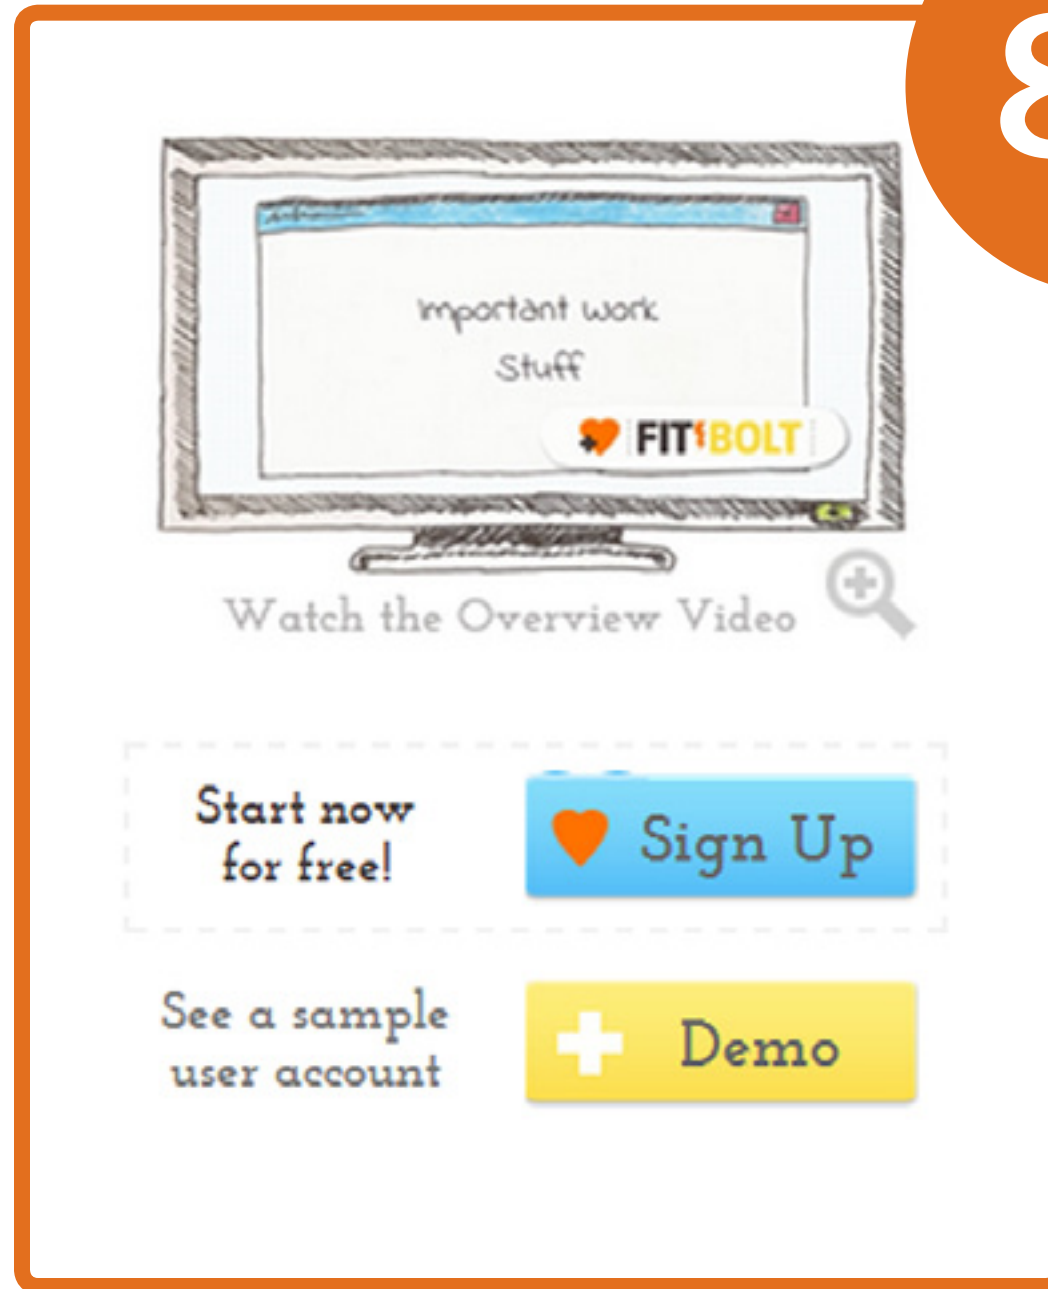 8
Important work
Stuff
FIT BOLT
Watch the Overview Video
Start now
for free!
Sign Up
See a sample
user account
Demo